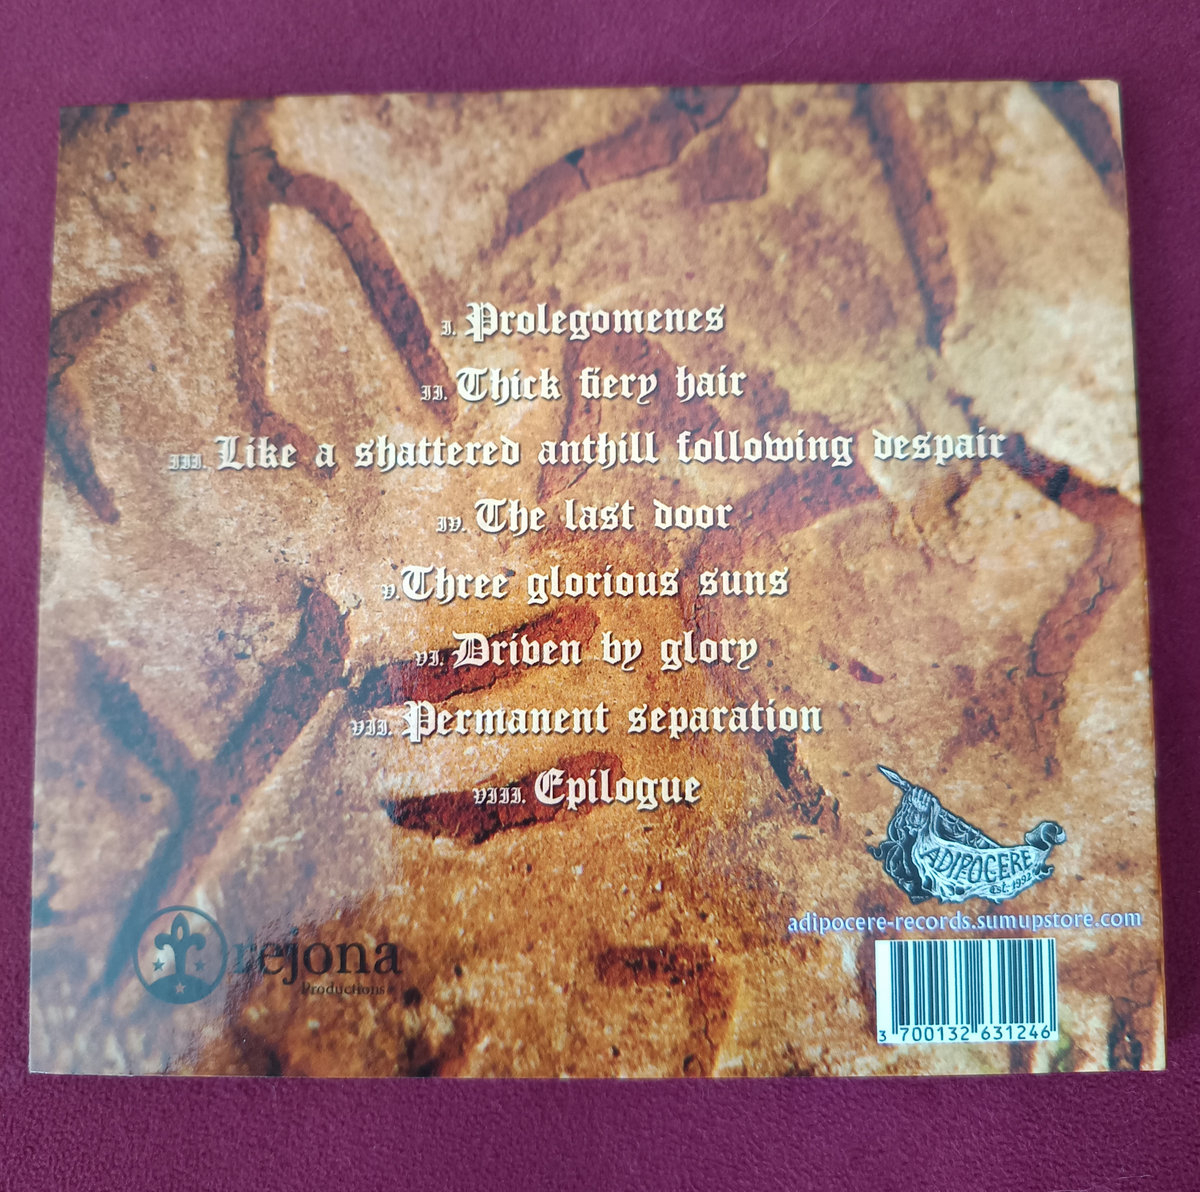 I. Prolegomenes
II. Thick fiery hair
III. Like a shattered anthill following despair
IV. The last door
V. Three glorious suns
VI. Driven by glory
VII. Permanent separation
VIII. Epilogue
ADIPOCERE
est. 1992
adipocere-records.sumupstore.com
rejona
Productions
3 700132 631246